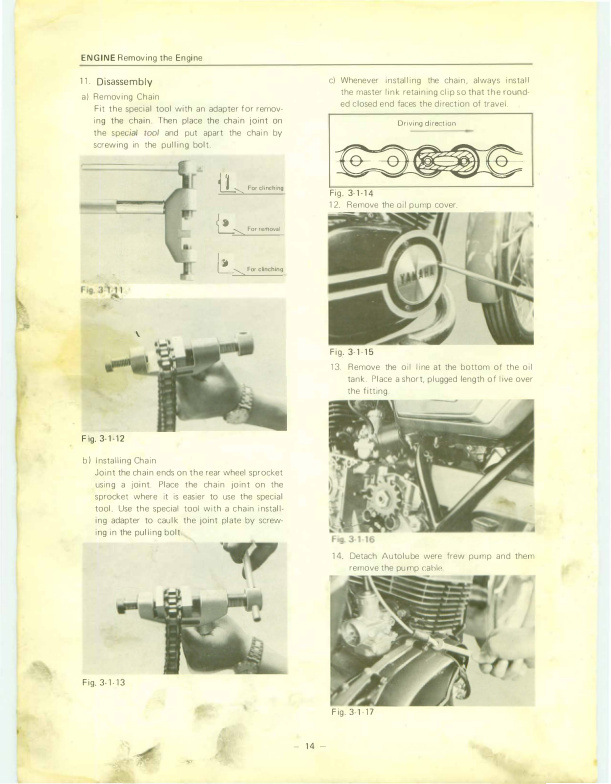 ENGINE Removing the Engine
11. Disassembly
a) Removing Chain
Fit the special tool with an adapter for remov-
ing the chain. Then place the chain joint on
the special tool and put apart the chain by
screwing in the pulling bolt.
For clinching
For removal
For clinching
Fig. 3-1-11
Fig. 3-1-12
b) Installing Chain
Joint the chain ends on the rear wheel sprocket
using a joint. Place the chain joint on the
sprocket where it is easier to use the special
tool. Use the special tool with a chain install-
ing adapter to caulk the joint plate by screw-
ing in the pulling bolt.
Fig. 3-1-13
c) Whenever installing the chain, always install
the master link retaining clip so that the round-
ed closed end faces the direction of travel.
Driving direction
Fig. 3-1-14
12. Remove the oil pump cover.
YAMAHA
Fig. 3-1-15
13. Remove the oil line at the bottom of the oil
tank. Place a short, plugged length of live over
the fitting.
Fig. 3-1-16
14. Detach Autolube were frew pump and them
remove the pump cable.
Fig. 3-1-17
- 14 -